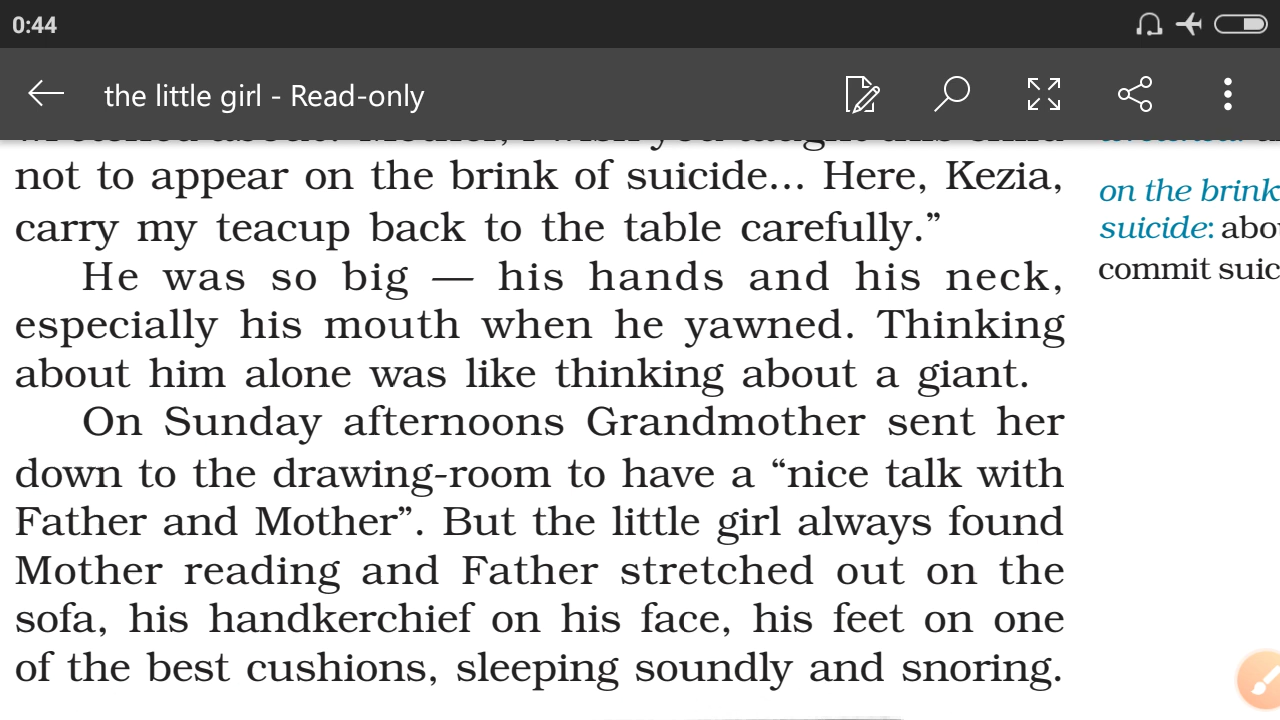 0:44
the little girl - Read-only
not to appear on the brink of suicide... Here, Kezia,
carry my teacup back to the table carefully.”
He was so big — his hands and his neck,
especially his mouth when he yawned. Thinking
about him alone was like thinking about a giant.
On Sunday afternoons Grandmother sent her
down to the drawing-room to have a “nice talk with
Father and Mother”. But the little girl always found
Mother reading and Father stretched out on the
sofa, his handkerchief on his face, his feet on one
of the best cushions, sleeping soundly and snoring.
on the brink
suicide:
commit